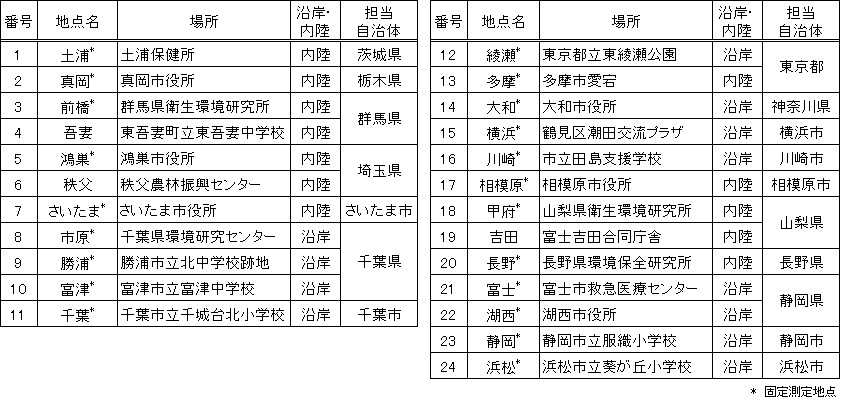 番号 地点名 場所 沿岸・内陸 担当自治体
1 土浦* 土浦保健所 内陸 茨城県
2 真岡* 真岡市役所 内陸 栃木県
3 前橋* 群馬県衛生環境研究所 内陸 群馬県
4 吾妻 東吾妻町立東吾妻中学校 内陸
5 鴻巣* 鴻巣市役所 内陸 埼玉県
6 秩父 秩父農林振興センター 内陸
7 さいたま* さいたま市役所 内陸 さいたま市
8 市原* 千葉県環境研究センター 沿岸 千葉県
9 勝浦* 勝浦市立北中学校跡地 沿岸
10 富津* 富津市立富津中学校 沿岸
11 千葉* 千葉市立千城台北小学校 沿岸 千葉市
番号 地点名 場所 沿岸・内陸 担当自治体
12 綾瀬* 東京都立東綾瀬公園 沿岸 東京都
13 多摩* 多摩市愛宕 内陸
14 大和* 大和市役所 沿岸 神奈川県
15 横浜* 鶴見区潮田交流プラザ 沿岸 横浜市
16 川崎* 市立田島支援学校 沿岸 川崎市
17 相模原* 相模原市役所 内陸 相模原市
18 甲府* 山梨県衛生環境研究所 内陸 山梨県
19 吉田 富士吉田合同庁舎 内陸
20 長野* 長野県環境保全研究所 内陸 長野県
21 富士* 富士市救急医療センター 沿岸 静岡県
22 湖西* 湖西市役所 沿岸
23 静岡* 静岡市立服織小学校 沿岸 静岡市
24 浜松* 浜松市立葵が丘小学校 沿岸 浜松市
* 固定測定地点